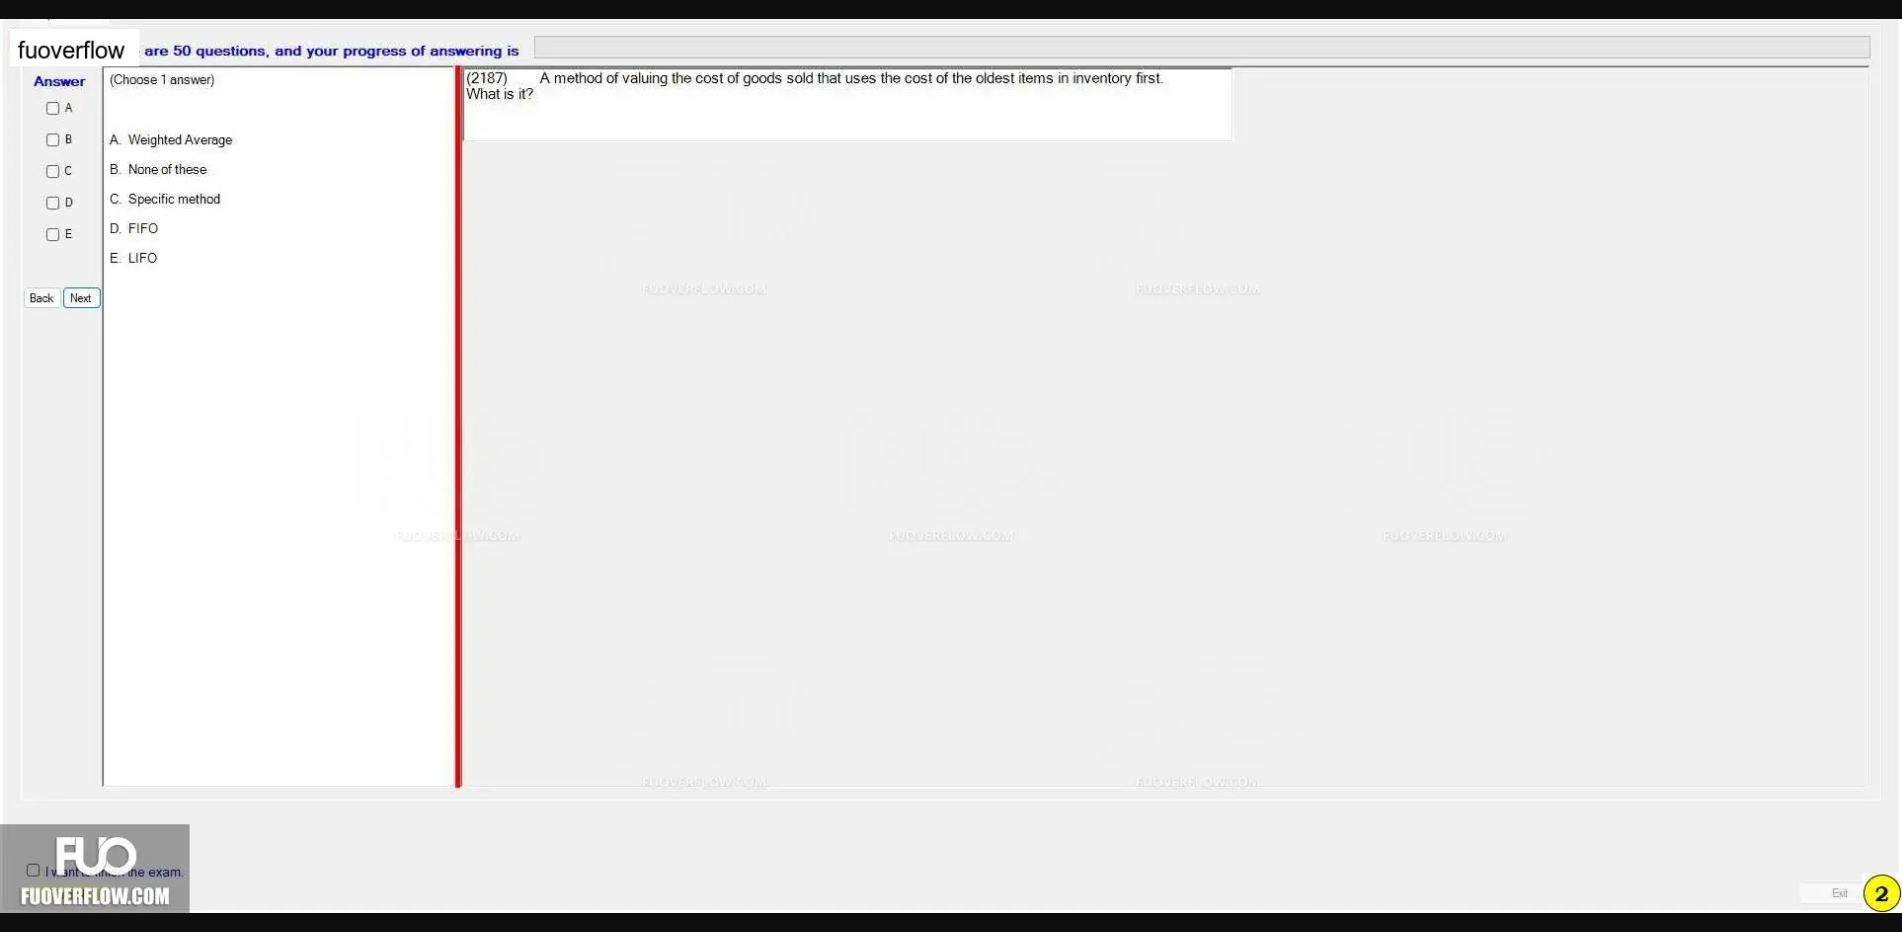 fuoverflow are 50 questions, and your progress of answering is
Answer
A
B
C
D
E
Back Next
(Choose 1 answer)
A. Weighted Average
B. None of these
C. Specific method
D. FIFO
E. LIFO
(2187) A method of valuing the cost of goods sold that uses the cost of the oldest items in inventory first.
What is it?
FUOVERFLOW.COM FUOVERFLOW.COM
FUOVERFLOW.COM FUOVERFLOW.COM FUOVERFLOW.COM
FUOVERFLOW.COM FUOVERFLOW.COM
FUO
I want to finish the exam.
FUOVERFLOW.COM
Exit 2